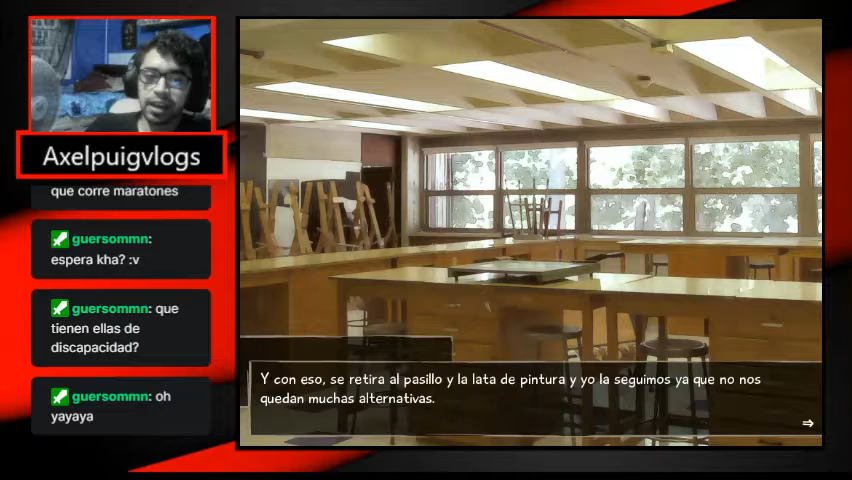 Axelpuigvlogs
que corre maratones
guersommn:
espera kha? :v
guersommn: que
tienen ellas de
discapacidad?
guersommn: oh
yayaya
Y con eso, se retira al pasillo y la lata de pintura y yo la seguimos ya que no nos
quedan muchas alternativas.